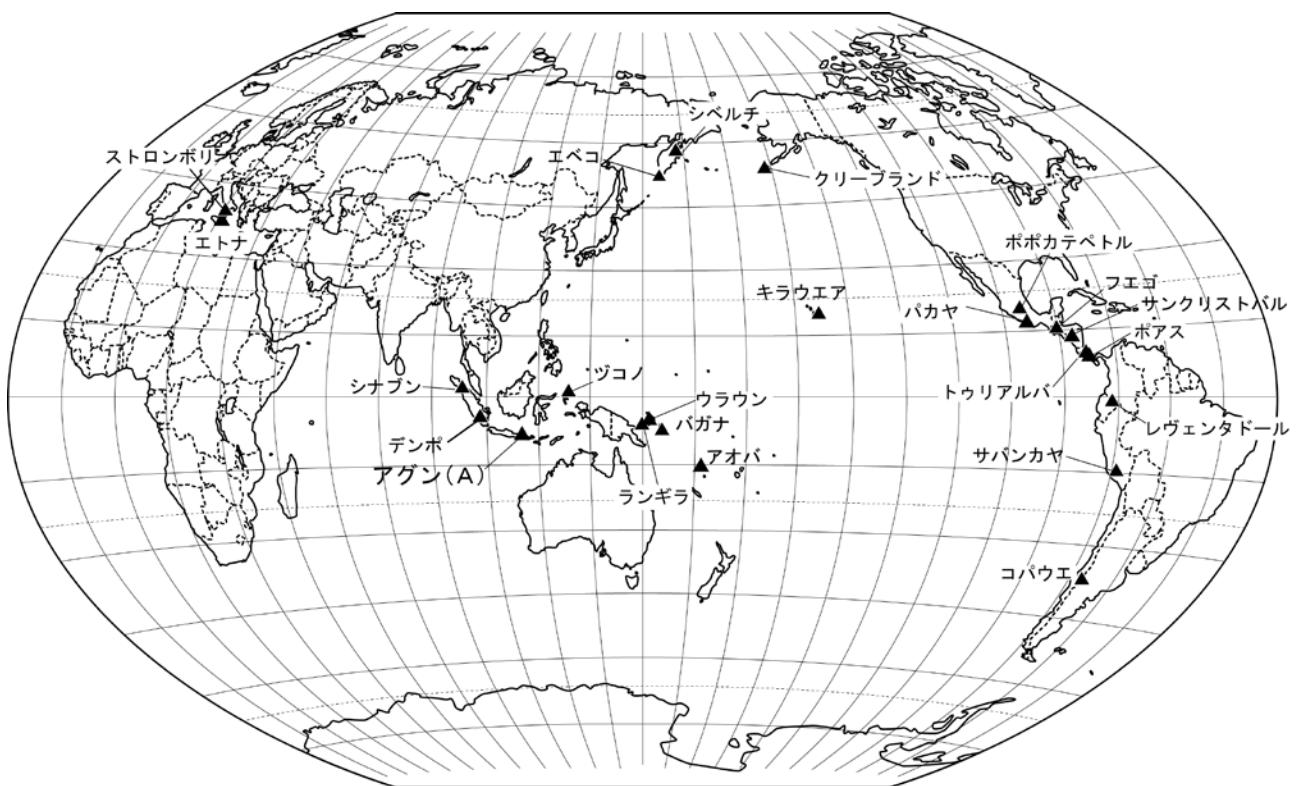 シベルチ
ストロンボリ
エベコ
クリーブランド
エトナ
ポポカテペトル
フエゴ
キラウエア
サンクリストバル
パカヤ
ポアス
シナブン
ヅコノ
トゥリアルバ
ウラウン
バガナ
デンポ
レヴェンタドール
アグン(A)
アオバ
サバンカヤ
ランギラ
コパウエ